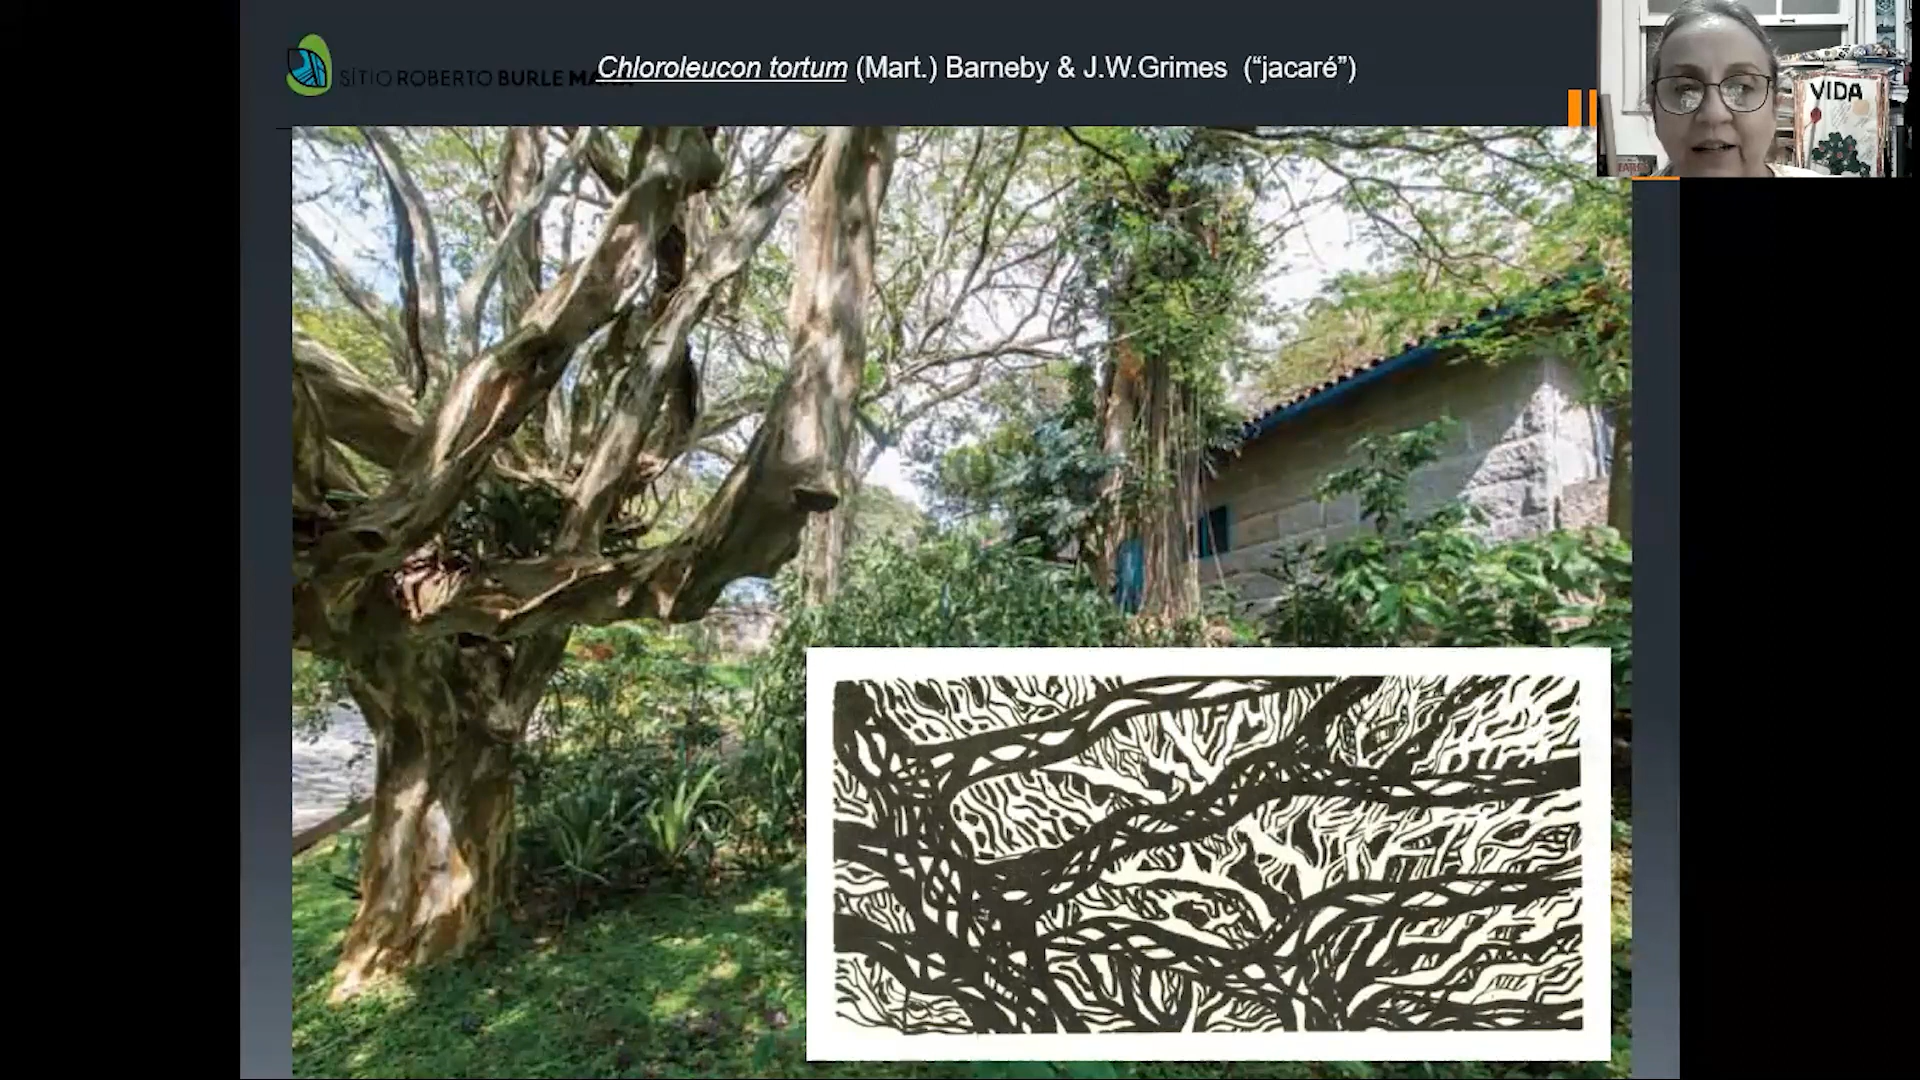 SÍTIO ROBERTO BURLE MARX
Chloroleucon tortum (Mart.) Barneby & J.W.Grimes (“jacaré”)
VIDA